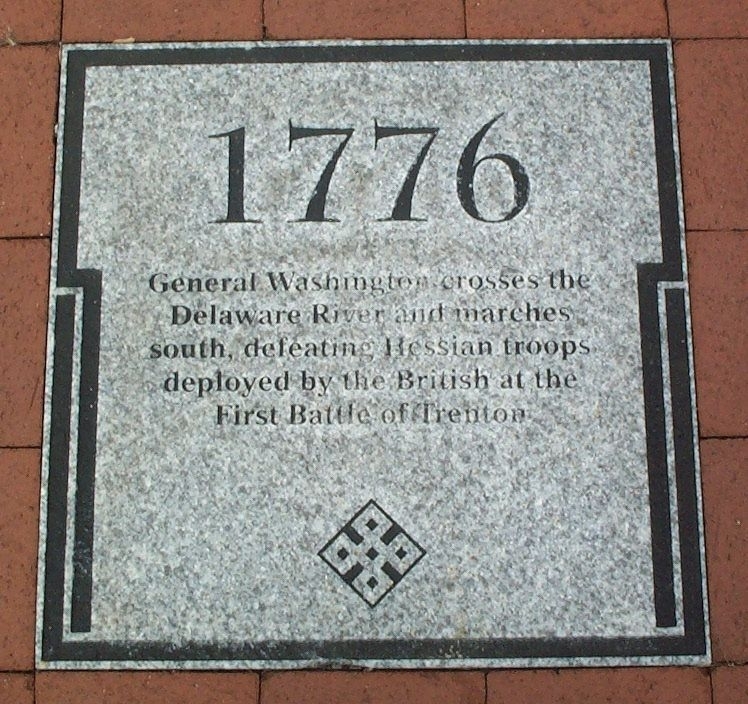 1776
General Washington crosses the
Delaware River and marches
south, defeating Hessian troops
deployed by the British at the
First Battle of Trenton